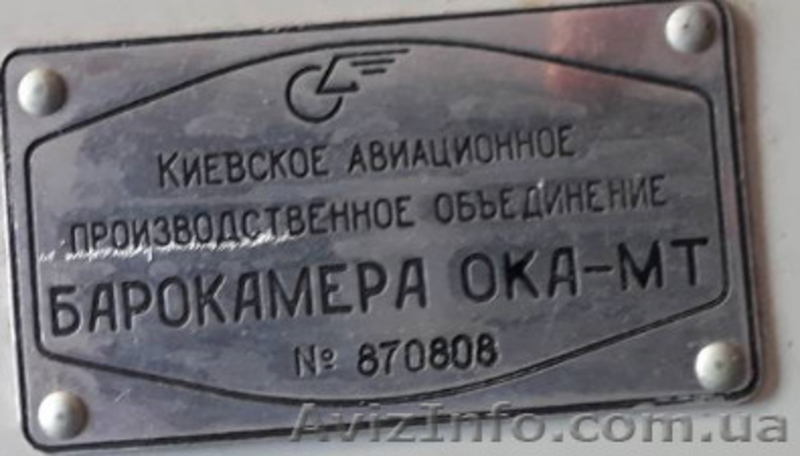 КИЕВСКОЕ АВИАЦИОННОЕ
ПРОИЗВОДСТВЕННОЕ ОБЪЕДИНЕНИЕ
БАРОКАМЕРА ОКА-МТ
№ 870808
AvizInfo.com.ua